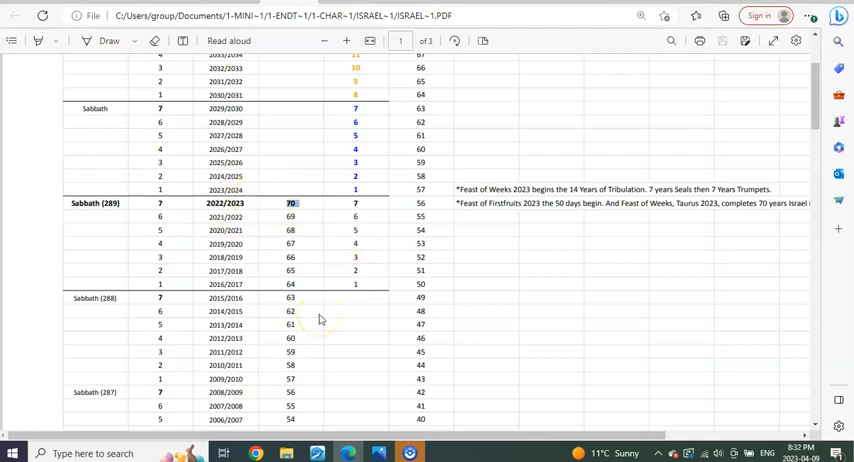 File C:/Users/group/Documents/1-MINI~1/1-ENDT~1/1-CHAR~1/ISRAEL~1/ISRAEL~1.PDF Sign in
Draw Read aloud 1 of 3
4 2033/2034 11 67
3 2032/2033 10 66
2 2031/2032 9 65
1 2030/2031 8 64
Sabbath 7 2029/2030 7 63
6 2028/2029 6 62
5 2027/2028 5 61
4 2026/2027 4 60
3 2025/2026 3 59
2 2024/2025 2 58
1 2023/2024 1 57 *Feast of Weeks 2023 begins the 14 Years of Tribulation. 7 years Seals then 7 Years Trumpets.
Sabbath (289) 7 2022/2023 70 7 56 *Feast of Firstfruits 2023 the 50 days begin. And Feast of Weeks, Taurus 2023, completes 70 years Israel i
6 2021/2022 69 6 55
5 2020/2021 68 5 54
4 2019/2020 67 4 53
3 2018/2019 66 3 52
2 2017/2018 65 2 51
1 2016/2017 64 1 50
Sabbath (288) 7 2015/2016 63 49
6 2014/2015 62 48
5 2013/2014 61 47
4 2012/2013 60 46
3 2011/2012 59 45
2 2010/2011 58 44
1 2009/2010 57 43
Sabbath (287) 7 2008/2009 56 42
6 2007/2008 55 41
5 2006/2007 54 40
Type here to search 11°C Sunny ENG 8:32 PM
2023-04-09